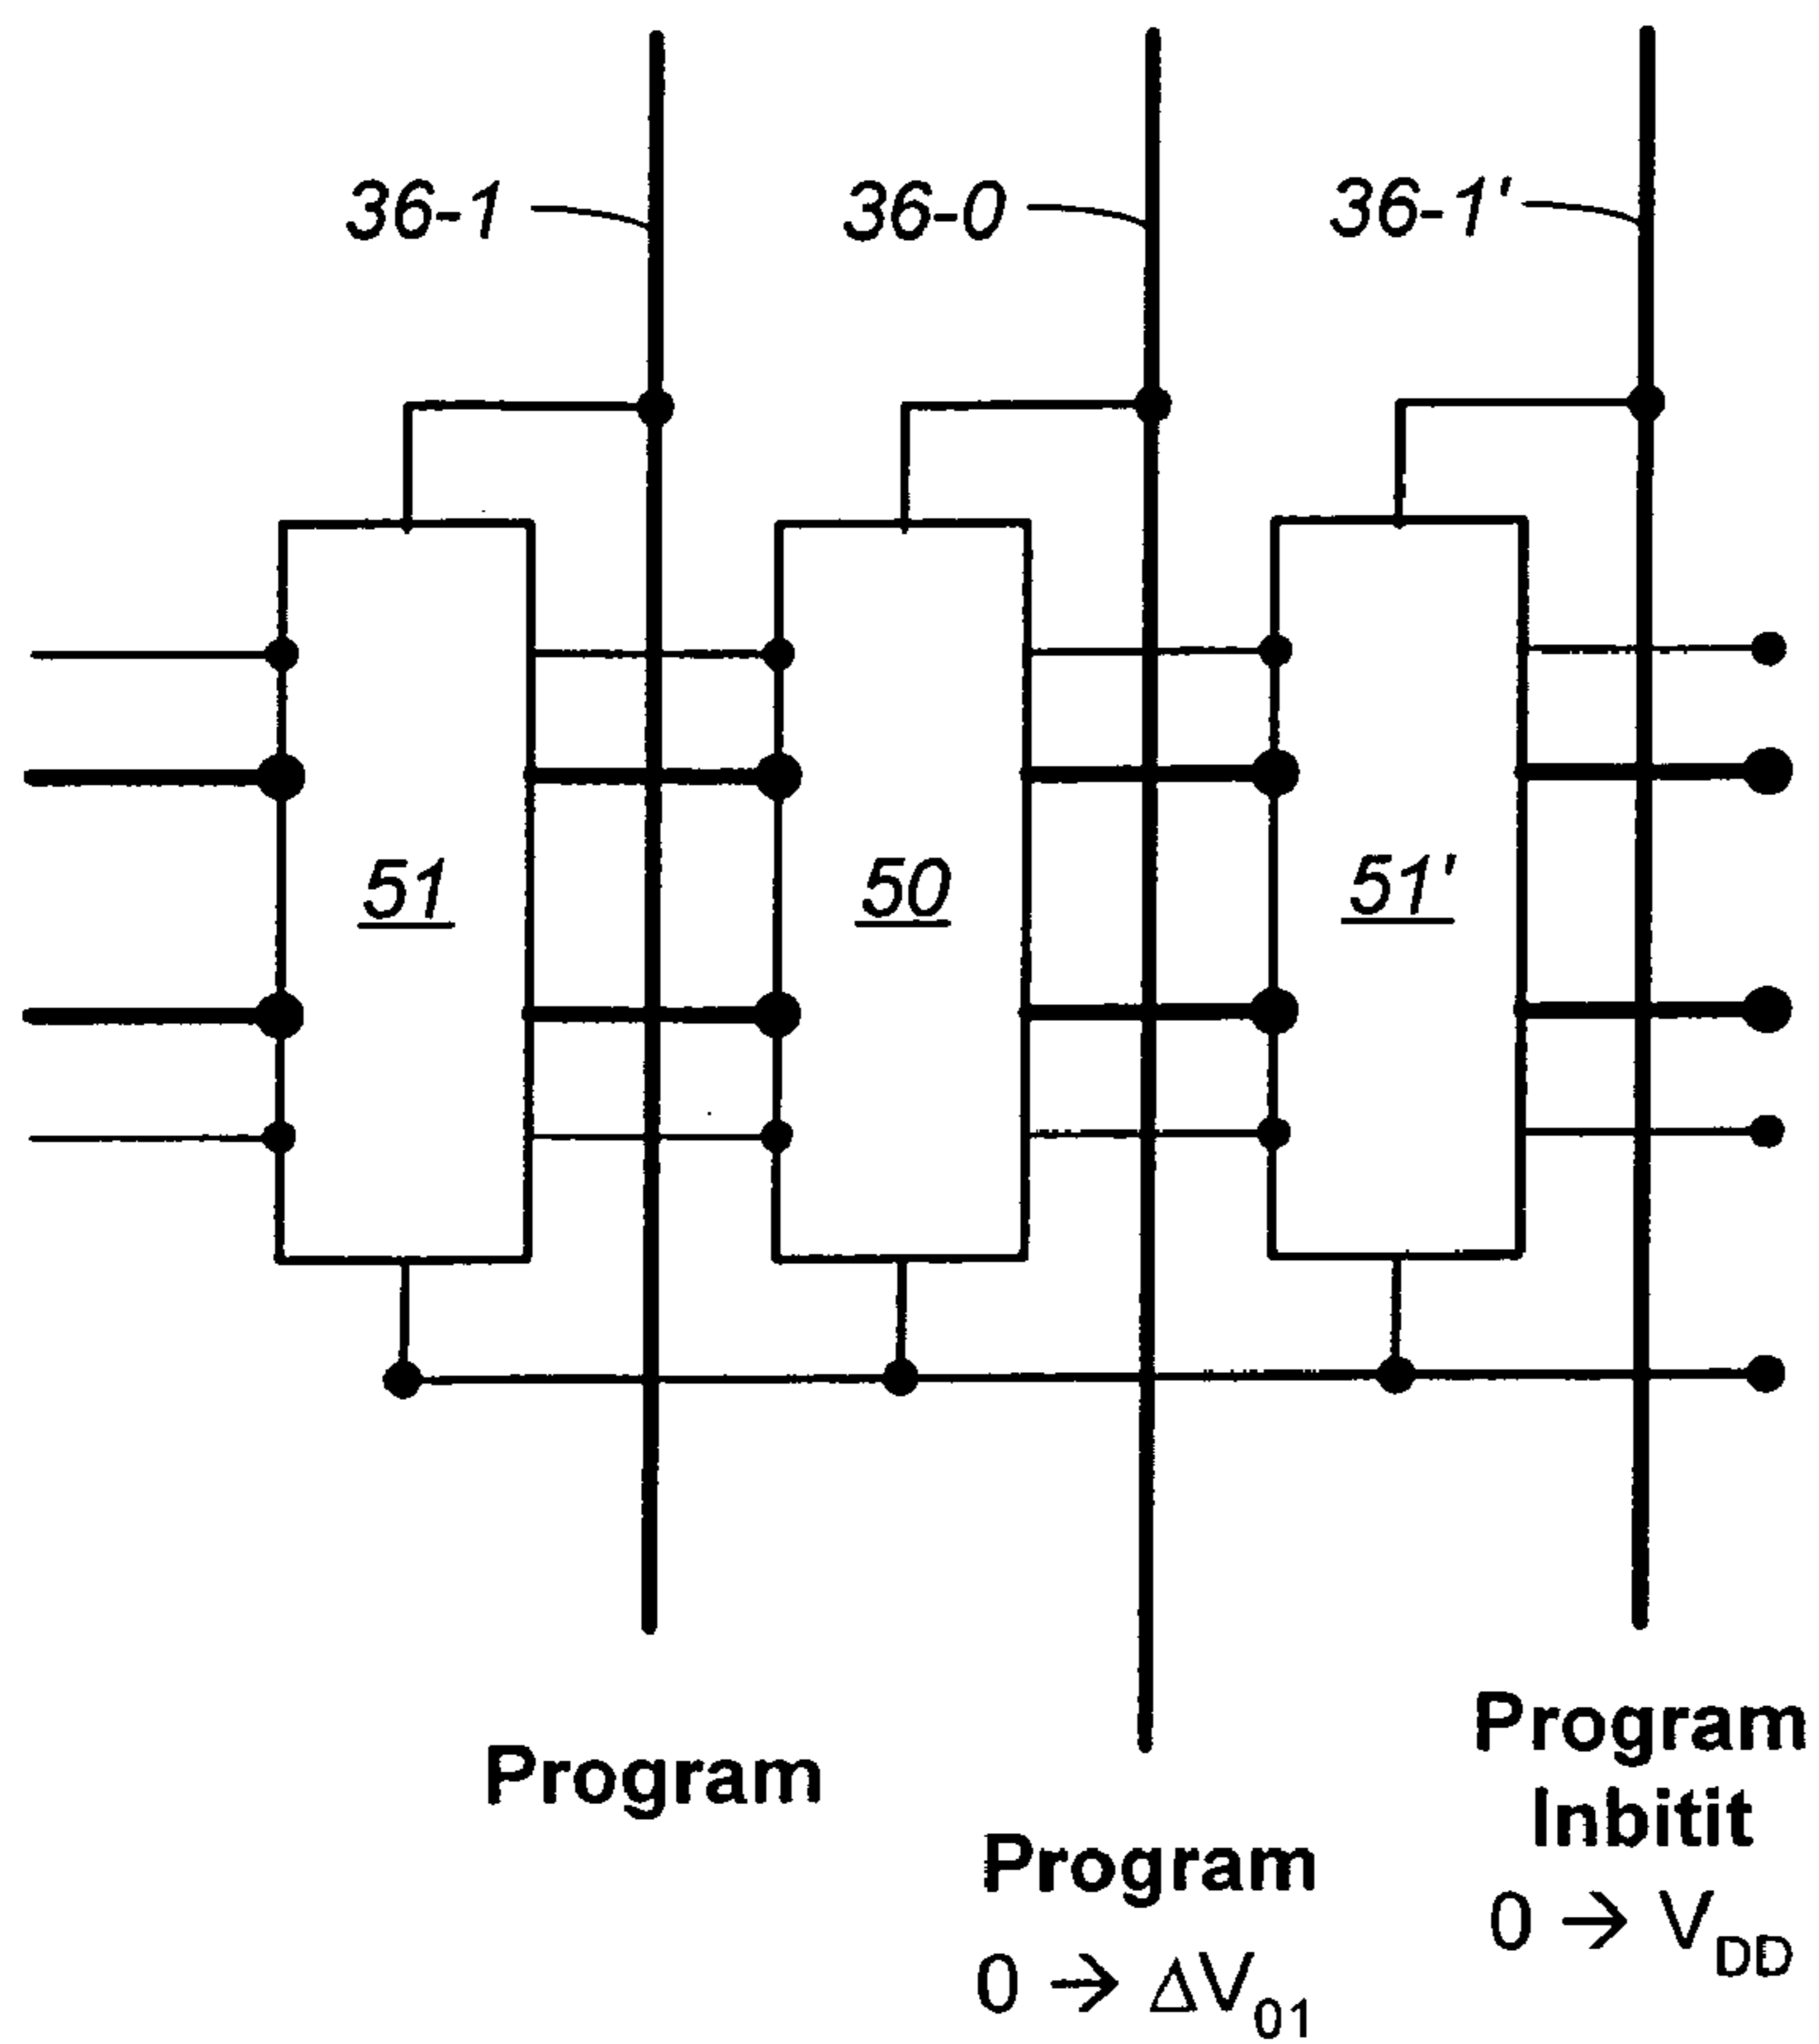 36-1
36-0
36-1'
51
50
51'
Program
Program
0 → ΔV01
Program
Inbitit
0 → VDD